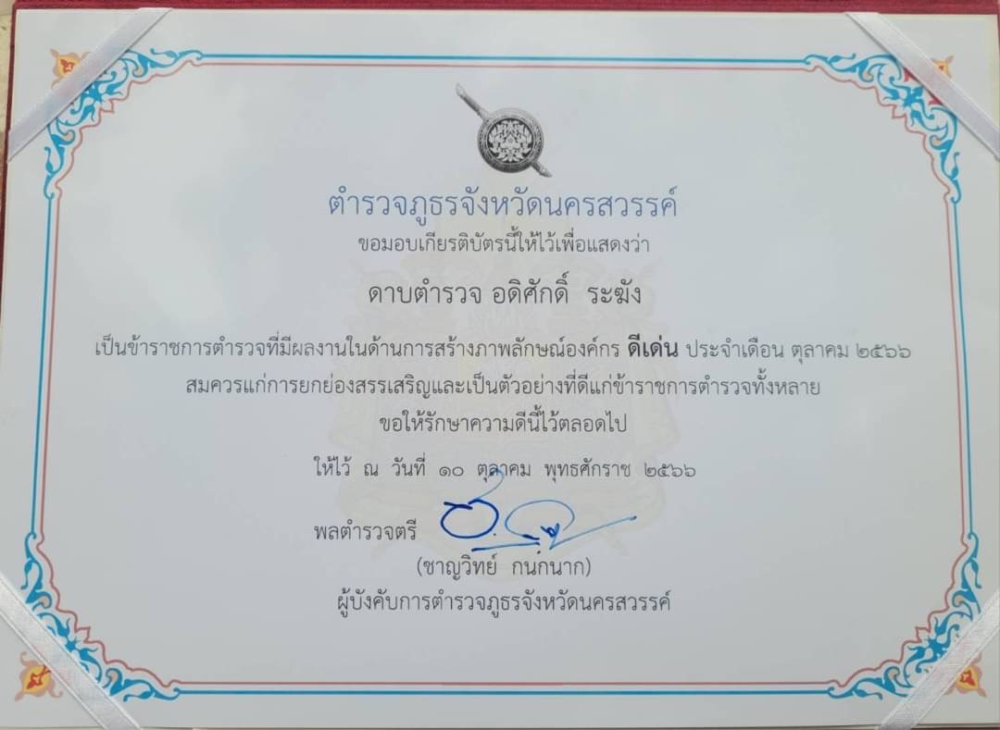 ตำรวจภูธรจังหวัดนครสวรรค์
ขอมอบเกียรติบัตรนี้ให้ไว้เพื่อแสดงว่า
ดาบตำรวจ อดิศักดิ์ ระฆัง
เป็นข้าราชการตำรวจที่มีผลงานในด้านการสร้างภาพลักษณ์องค์กร ดีเด่น ประจำเดือน ตุลาคม ๒๕๖๖
สมควรแก่การยกย่องสรรเสริญและเป็นตัวอย่างที่ดีแก่ข้าราชการตำรวจทั้งหลาย
ขอให้รักษาความดีนี้ไว้ตลอดไป
ให้ไว้ ณ วันที่ ๑๐ ตุลาคม พุทธศักราช ๒๕๖๖
พลตำรวจตรี
(ชาญวิทย์ กนกนาก)
ผู้บังคับการตำรวจภูธรจังหวัดนครสวรรค์